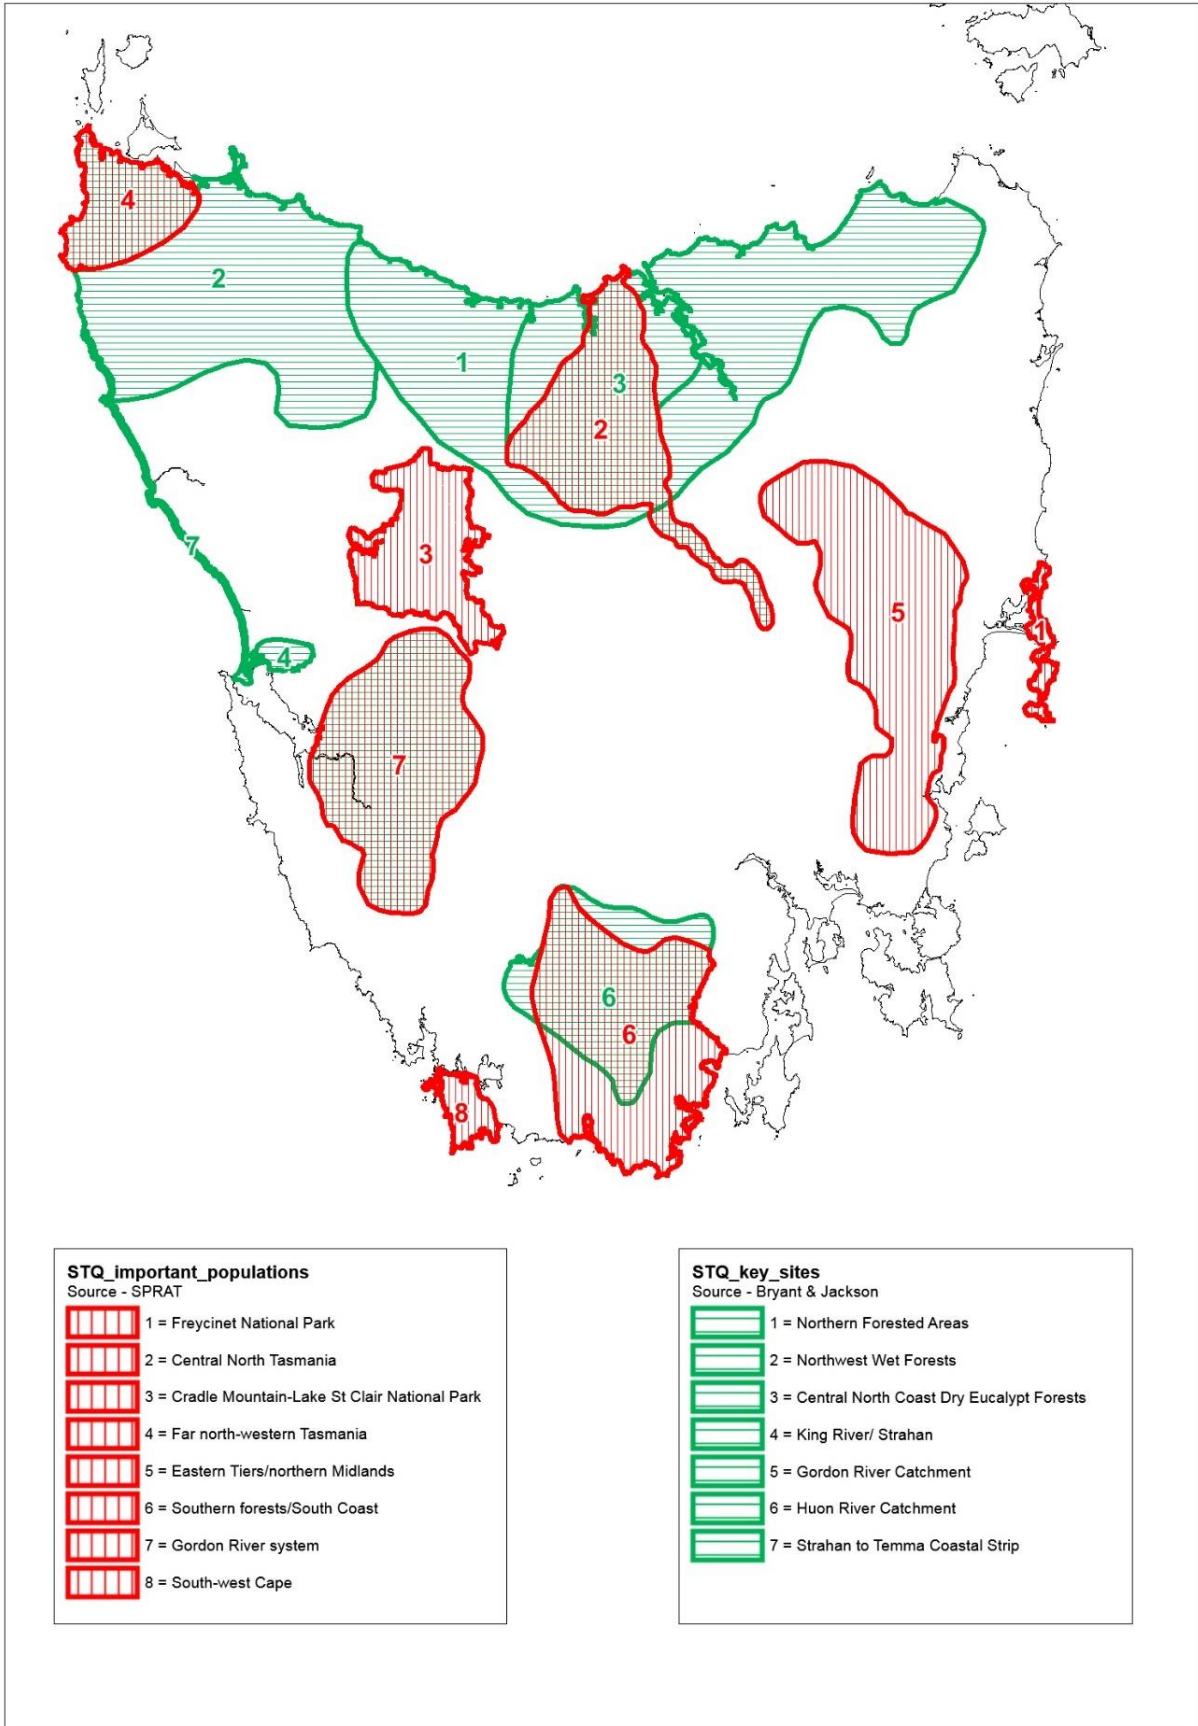 4
2
1
3
2
3
5
1
7
4
7
6
6
8
STQ_important_populations
Source - SPRAT
1 = Freycinet National Park
2 = Central North Tasmania
3 = Cradle Mountain-Lake St Clair National Park
4 = Far north-western Tasmania
5 = Eastern Tiers/northern Midlands
6 = Southern forests/South Coast
7 = Gordon River system
8 = South-west Cape
STQ_key_sites
Source - Bryant & Jackson
1 = Northern Forested Areas
2 = Northwest Wet Forests
3 = Central North Coast Dry Eucalypt Forests
4 = King River/ Strahan
5 = Gordon River Catchment
6 = Huon River Catchment
7 = Strahan to Temma Coastal Strip